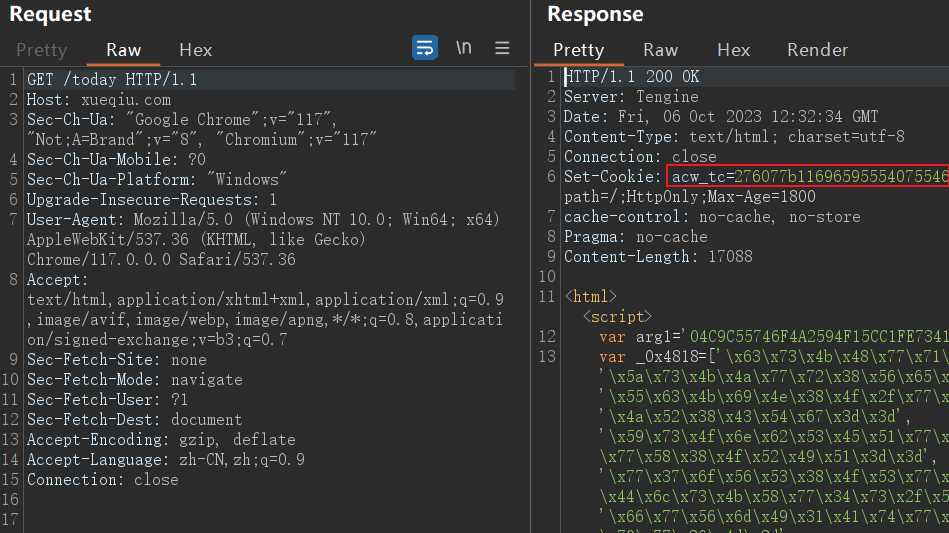 Request
Pretty Raw Hex \n
1 GET /today HTTP/1.1
2 Host: xueqiu.com
3 Sec-Ch-Ua: "Google Chrome";v="117",
"Not;A=Brand";v="8", "Chromium";v="117"
4 Sec-Ch-Ua-Mobile: ?0
5 Sec-Ch-Ua-Platform: "Windows"
6 Upgrade-Insecure-Requests: 1
7 User-Agent: Mozilla/5.0 (Windows NT 10.0; Win64; x64)
AppleWebKit/537.36 (KHTML, like Gecko)
Chrome/117.0.0.0 Safari/537.36
8 Accept:
text/html,application/xhtml+xml,application/xml;q=0.9
,image/avif,image/webp,image/apng,*/*;q=0.8,applicati
on/signed-exchange;v=b3;q=0.7
9 Sec-Fetch-Site: none
10 Sec-Fetch-Mode: navigate
11 Sec-Fetch-User: ?1
12 Sec-Fetch-Dest: document
13 Accept-Encoding: gzip, deflate
14 Accept-Language: zh-CN,zh;q=0.9
15 Connection: close
16
17
Response
Pretty Raw Hex Render
1 HTTP/1.1 200 OK
2 Server: Tengine
3 Date: Fri, 06 Oct 2023 12:32:34 GMT
4 Content-Type: text/html; charset=utf-8
5 Connection: close
6 Set-Cookie: acw_tc=276077b11696595554075546
path=/;HttpOnly;Max-Age=1800
7 cache-control: no-cache, no-store
8 Pragma: no-cache
9 Content-Length: 17088
10
11 <html>
<script>
12 var arg1='04C9C55746F4A2594F15CC1FE7341
13 var _0x4818=['\x63\x73\x4b\x48\x77\x71\
'\x5a\x73\x4b\x4a\x77\x72\x38\x56\x65\x
'\x55\x63\x4b\x69\x4e\x38\x4f\x2f\x77\x
'\x4a\x52\x38\x43\x54\x67\x3d\x3d',
'\x59\x73\x4f\x6e\x62\x53\x45\x51\x77\x
\x77\x58\x38\x4f\x52\x49\x51\x3d\x3d',
'\x77\x37\x6f\x56\x53\x38\x4f\x53\x77\x
\x44\x6c\x73\x4b\x58\x77\x34\x73\x2f\x5
'\x66\x77\x56\x6d\x49\x31\x41\x74\x77\x